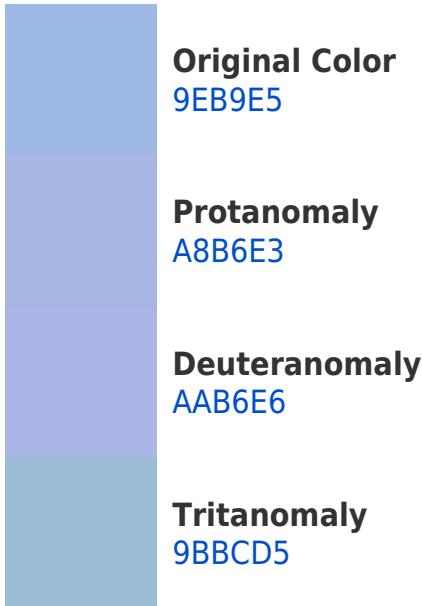 Original Color
9EB9E5
Protanomaly
A8B6E3
Deuteranomaly
AAB6E6
Tritanomaly
9BBCD5